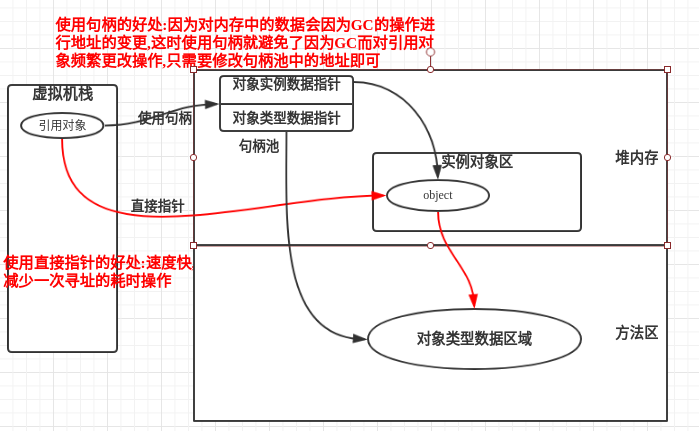 使用句柄的好处:因为对内存中的数据会因为GC的操作进
行地址的变更,这时使用句柄就避免了因为GC而对引用对
象频繁更改操作,只需要修改句柄池中的地址即可
虚拟机栈
引用对象
使用句柄
对象实例数据指针
对象类型数据指针
句柄池
堆内存
实例对象区
object
直接指针
使用直接指针的好处:速度快,
减少一次寻址的耗时操作
对象类型数据区域
方法区